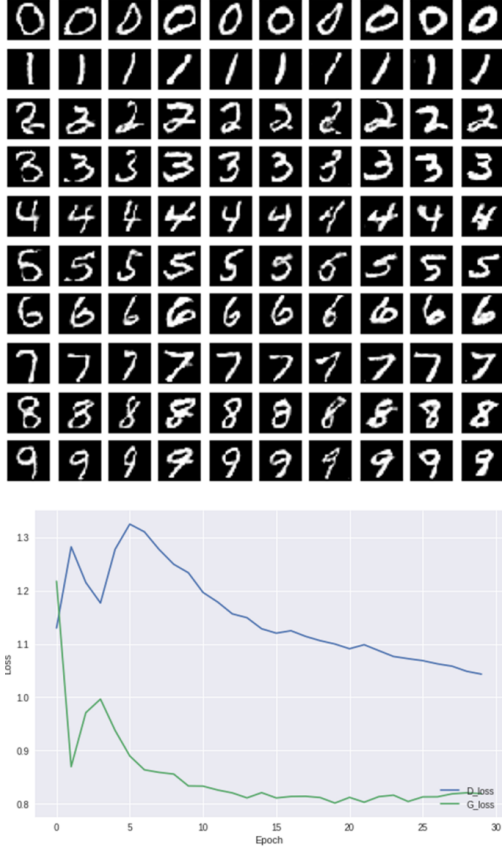 0 0 0 0 0 0 0 0 0 0
1 1 1 1 1 1 1 1 1 1
2 2 2 2 2 2 2 2 2 2
3 3 3 3 3 3 3 3 3 3
4 4 4 4 4 4 4 4 4 4
5 5 5 5 5 5 5 5 5 5
6 6 6 6 6 6 6 6 6 6
7 7 7 7 7 7 7 7 7 7
8 8 8 8 8 8 8 8 8 8
9 9 9 9 9 9 9 9 9 9
1.3
1.2
1.1
1.0
0.9
0.8
Loss
D_loss
G_loss
0 5 10 15 20 25 30
Epoch